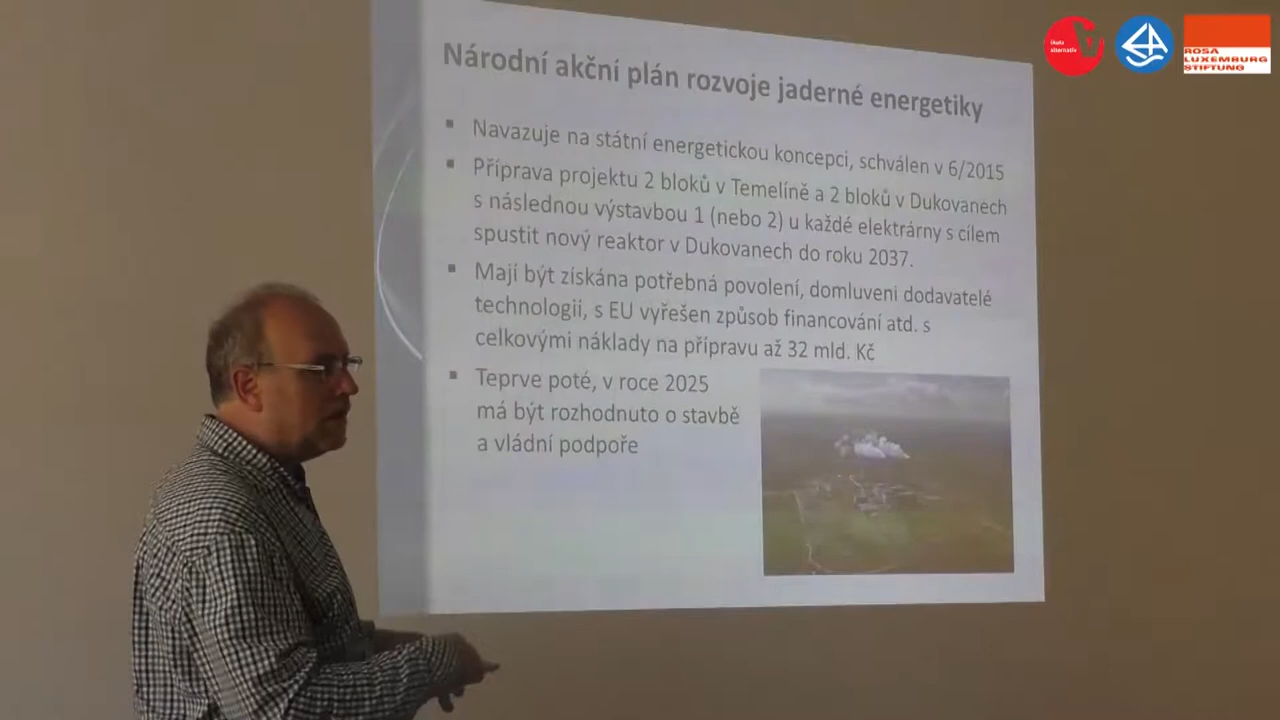 Národní akční plán rozvoje jaderné energetiky
▪ Navazuje na státní energetickou koncepci, schválen v 6/2015
▪ Příprava projektu 2 bloků v Temelíně a 2 bloků v Dukovanech
s následnou výstavbou 1 (nebo 2) u každé elektrárny s cílem
spustit nový reaktor v Dukovanech do roku 2037.
▪ Mají být získána potřebná povolení, domluveni dodavatelé
technologii, s EU vyřešen způsob financování atd. s
celkovými náklady na přípravu až 32 mld. Kč
▪ Teprve poté, v roce 2025
má být rozhodnuto o stavbě
a vládní podpoře
škola
alternativ
ROSA
LUXEMBURG
STIFTUNG